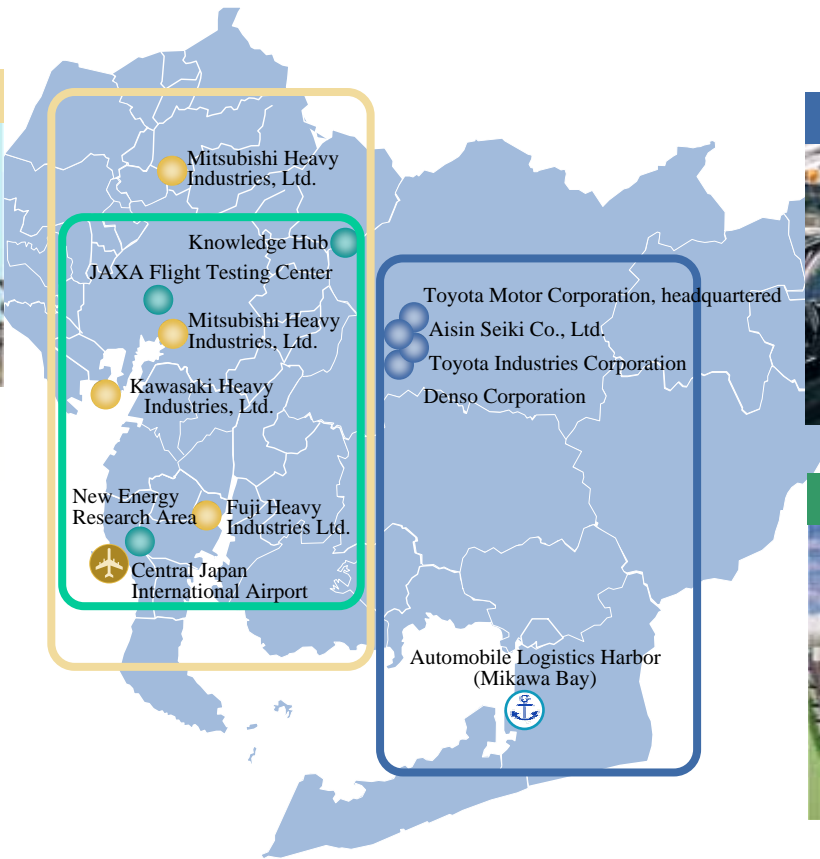 Mitsubishi Heavy
Industries, Ltd.
Knowledge Hub
JAXA Flight Testing Center
Mitsubishi Heavy
Industries, Ltd.
Kawasaki Heavy
Industries, Ltd.
New Energy
Research Area
Fuji Heavy
Industries Ltd.
Central Japan
International Airport
Toyota Motor Corporation, headquartered
Aisin Seiki Co., Ltd.
Toyota Industries Corporation
Denso Corporation
Automobile Logistics Harbor
(Mikawa Bay)